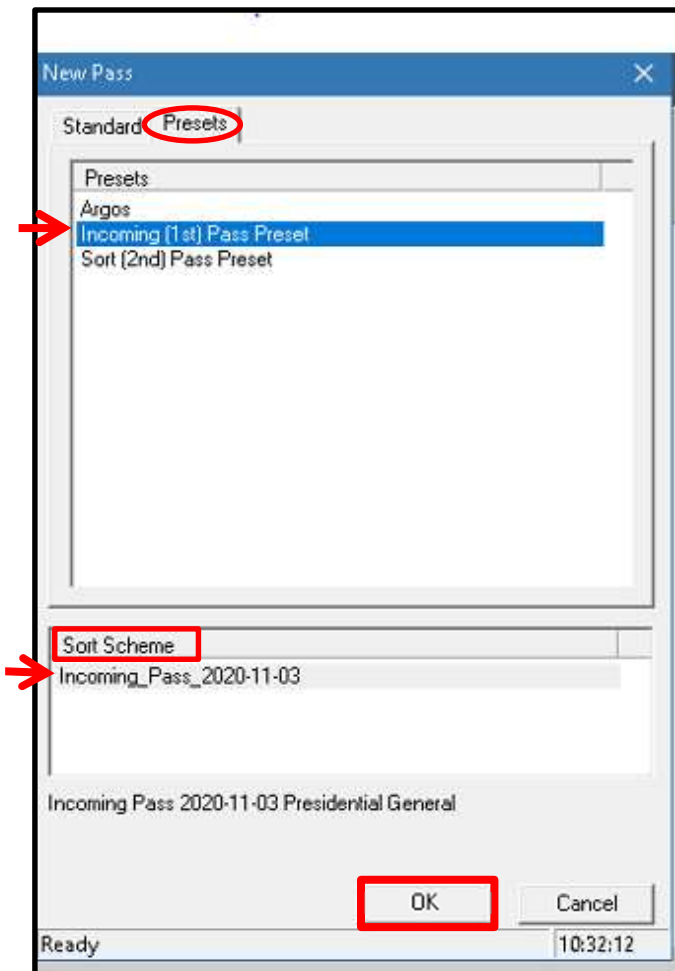 New Pass
Standard Presets
Presets
Argos
Incoming (1st) Pass Preset
Sort (2nd) Pass Preset
Sort Scheme
Incoming_Pass_2020-11-03
Incoming Pass 2020-11-03 Presidential General
OK Cancel
Ready 10:32:12